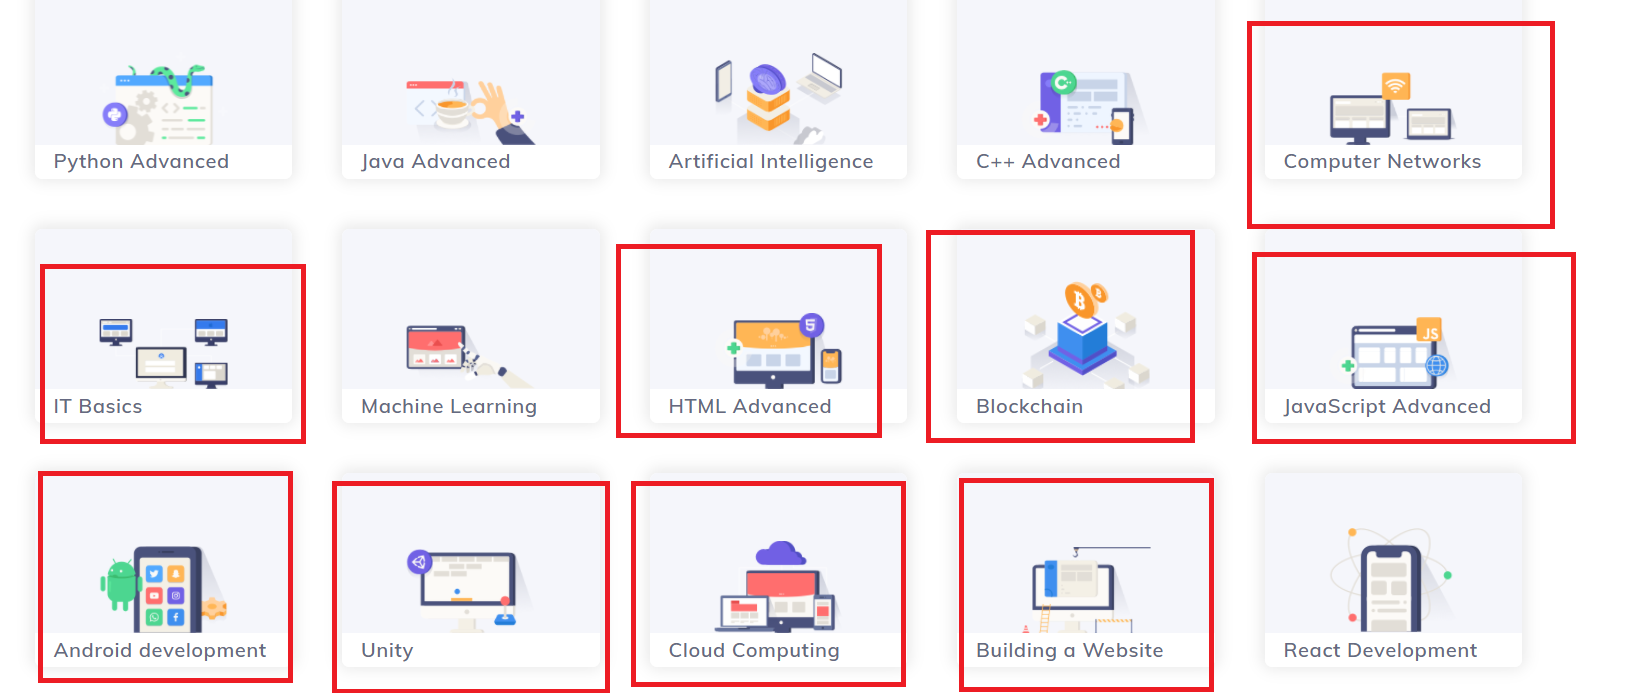 Python Advanced
Java Advanced
Artificial Intelligence
C++ Advanced
Computer Networks
IT Basics
Machine Learning
HTML Advanced
Blockchain
JS
JavaScript Advanced
Android development
Unity
Cloud Computing
Building a Website
React Development